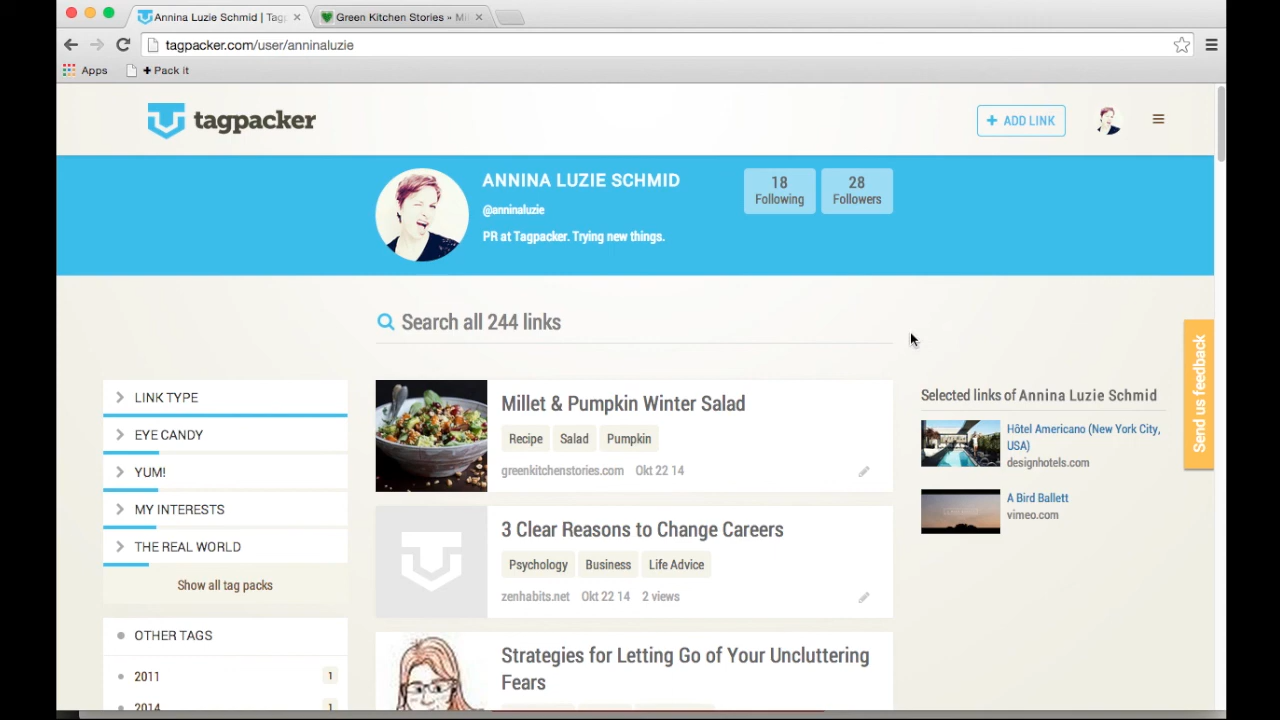 Annina Luzie Schmid | Tag
Green Kitchen Stories » Mi
tagpacker.com/user/anninaluzie
Apps
+ Pack it
tagpacker
+ ADD LINK
ANNINA LUZIE SCHMID
@anninaluzie
PR at Tagpacker. Trying new things.
18
Following
28
Followers
Search all 244 links
LINK TYPE
EYE CANDY
YUM!
MY INTERESTS
THE REAL WORLD
Show all tag packs
OTHER TAGS
2011 1
2014 1
Millet & Pumpkin Winter Salad
Recipe Salad Pumpkin
greenkitchenstories.com Okt 22 14
3 Clear Reasons to Change Careers
Psychology Business Life Advice
zenhabits.net Okt 22 14 2 views
Strategies for Letting Go of Your Uncluttering
Fears
Selected links of Annina Luzie Schmid
Hôtel Americano (New York City,
USA)
designhotels.com
A Bird Ballett
vimeo.com
Send us feedback